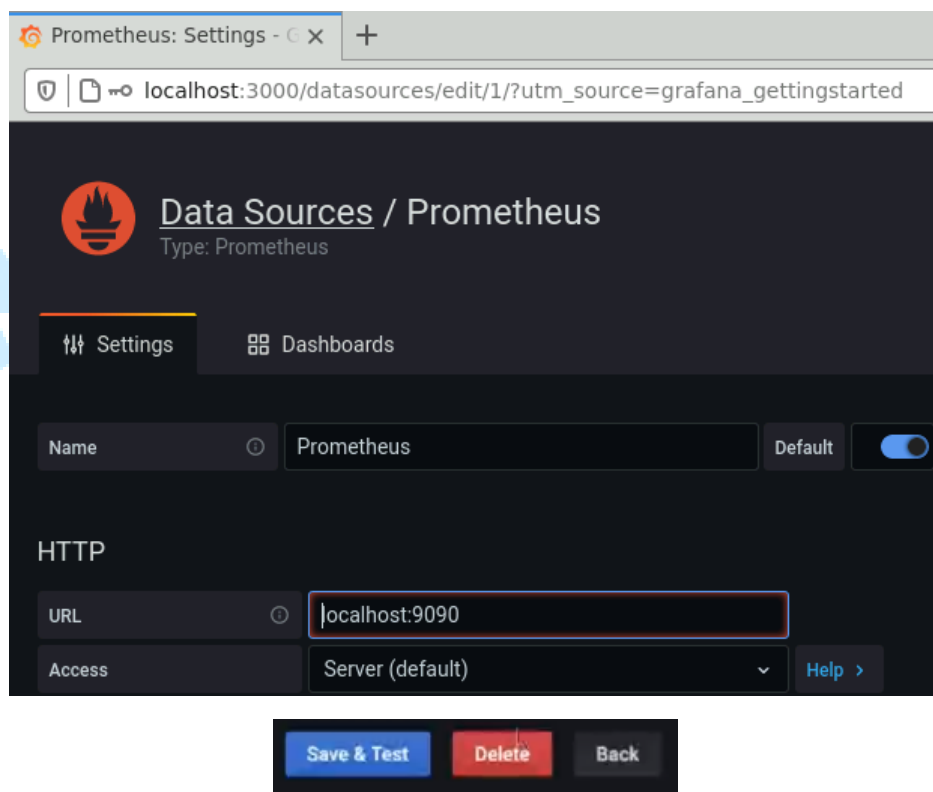 Prometheus: Settings - G
localhost:3000/datasources/edit/1/?utm_source=grafana_gettingstarted
Data Sources / Prometheus
Type: Prometheus
Settings Dashboards
Name Prometheus Default
HTTP
URL localhost:9090
Access Server (default) Help
Save & Test Delete Back